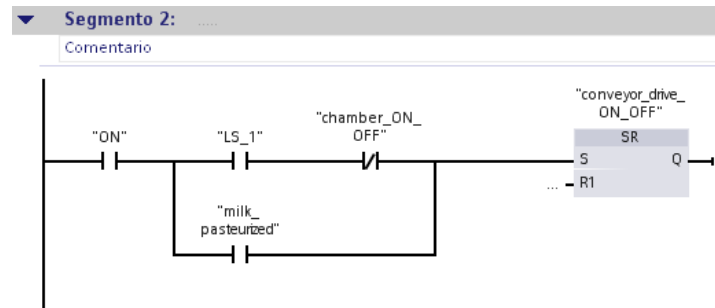 Segmento 2: .....
Comentario
"conveyor_drive_
ON_OFF"
"chamber_ON_
OFF"
"ON"
"LS_1"
SR
S Q
... R1
"milk_
pasteurized"